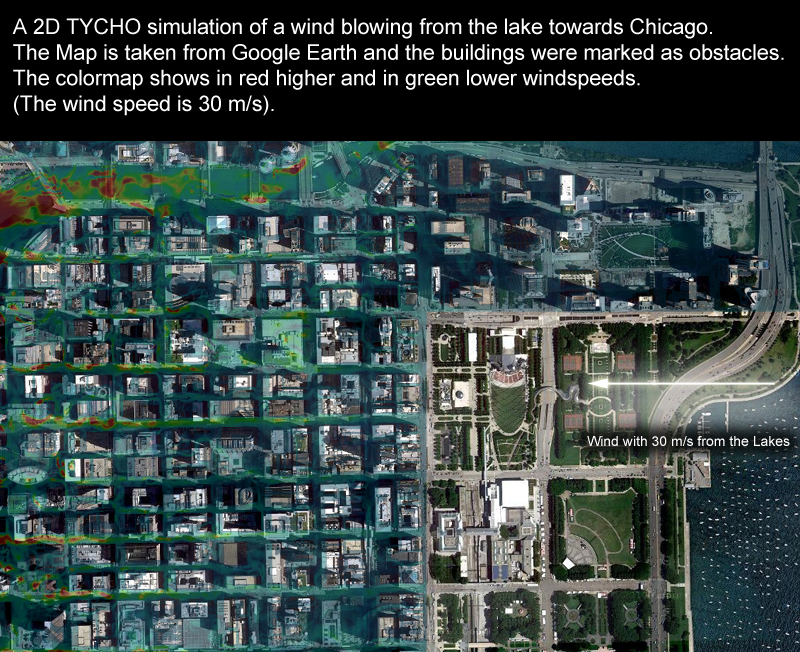 A 2D TYCHO simulation of a wind blowing from the lake towards Chicago.
The Map is taken from Google Earth and the buildings were marked as obstacles.
The colormap shows in red higher and in green lower windspeeds.
(The wind speed is 30 m/s).
Wind with 30 m/s from the Lakes